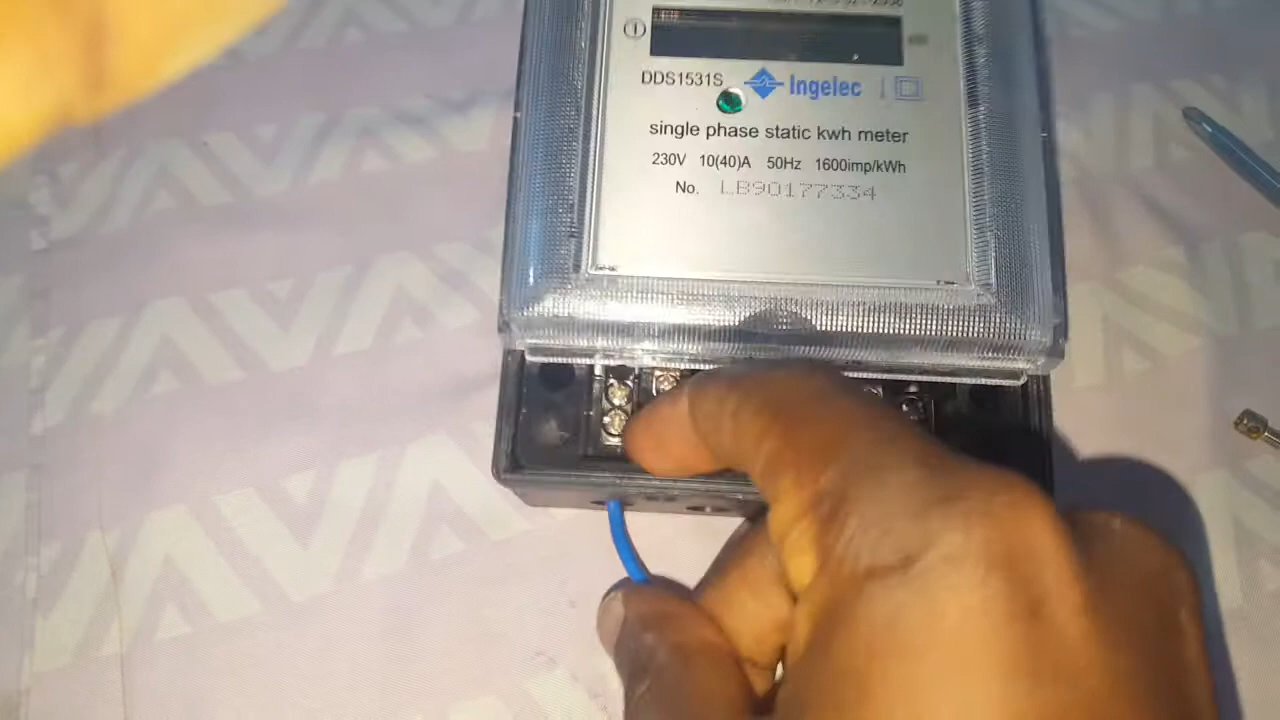 DDS1531S Ingelec
single phase static kwh meter
230V 10(40)A 50Hz 1600imp/kWh
No. LB90177334